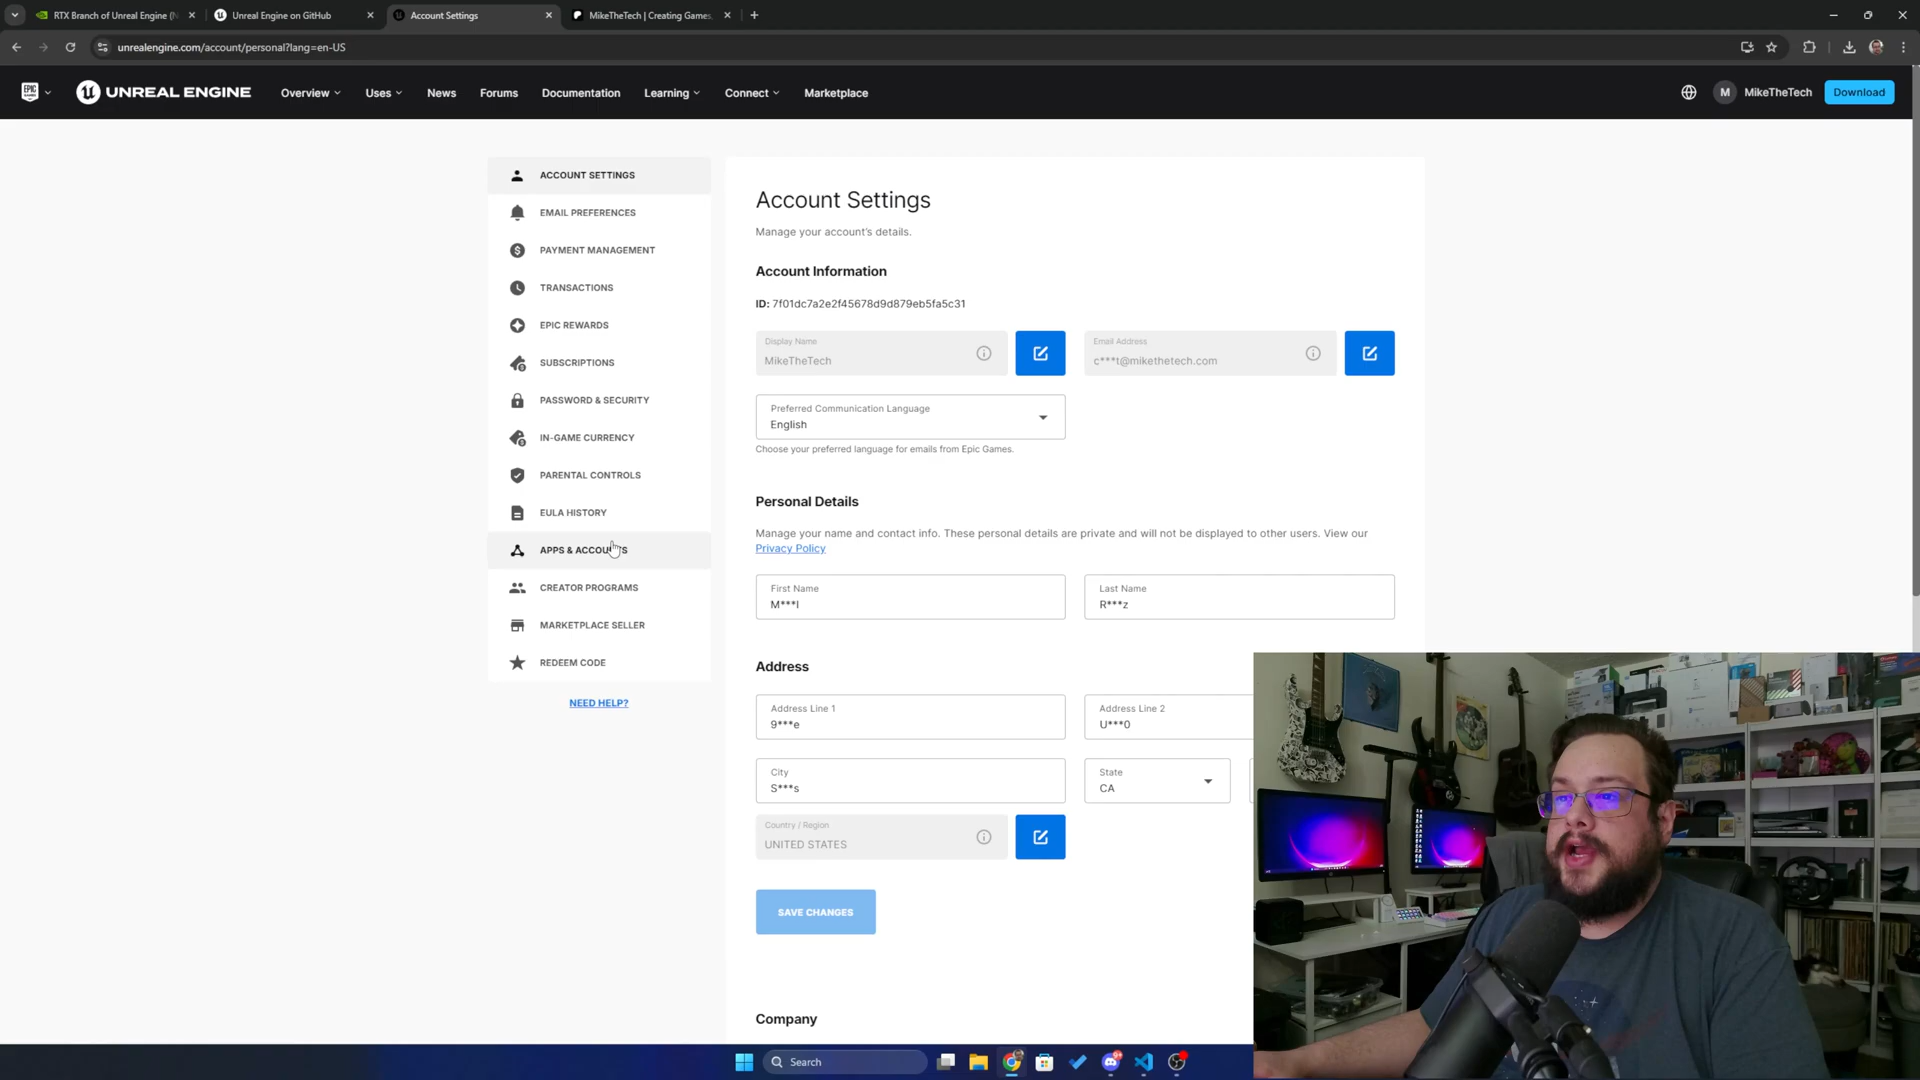 RTX Branch of Unreal Engine (N
Unreal Engine on GitHub
Account Settings
MikeTheTech | Creating Games,
unrealengine.com/account/personal?lang=en-US
EPIC GAMES
UNREAL ENGINE
Overview
Uses
News
Forums
Documentation
Learning
Connect
Marketplace
M
MikeTheTech
Download
ACCOUNT SETTINGS
EMAIL PREFERENCES
PAYMENT MANAGEMENT
TRANSACTIONS
EPIC REWARDS
SUBSCRIPTIONS
PASSWORD & SECURITY
IN-GAME CURRENCY
PARENTAL CONTROLS
EULA HISTORY
APPS & ACCOUNTS
CREATOR PROGRAMS
MARKETPLACE SELLER
REDEEM CODE
NEED HELP?
Account Settings
Manage your account's details.
Account Information
ID: 7f01dc7a2e2f45678d9d879eb5fa5c31
Display Name
MikeTheTech
Email Address
c***t@mikethetech.com
Preferred Communication Language
English
Choose your preferred language for emails from Epic Games.
Personal Details
Manage your name and contact info. These personal details are private and will not be displayed to other users. View our
Privacy Policy
First Name
M***l
Last Name
R***z
Address
Address Line 1
9***e
Address Line 2
U***0
City
S***s
State
CA
Country / Region
UNITED STATES
SAVE CHANGES
Company
Search